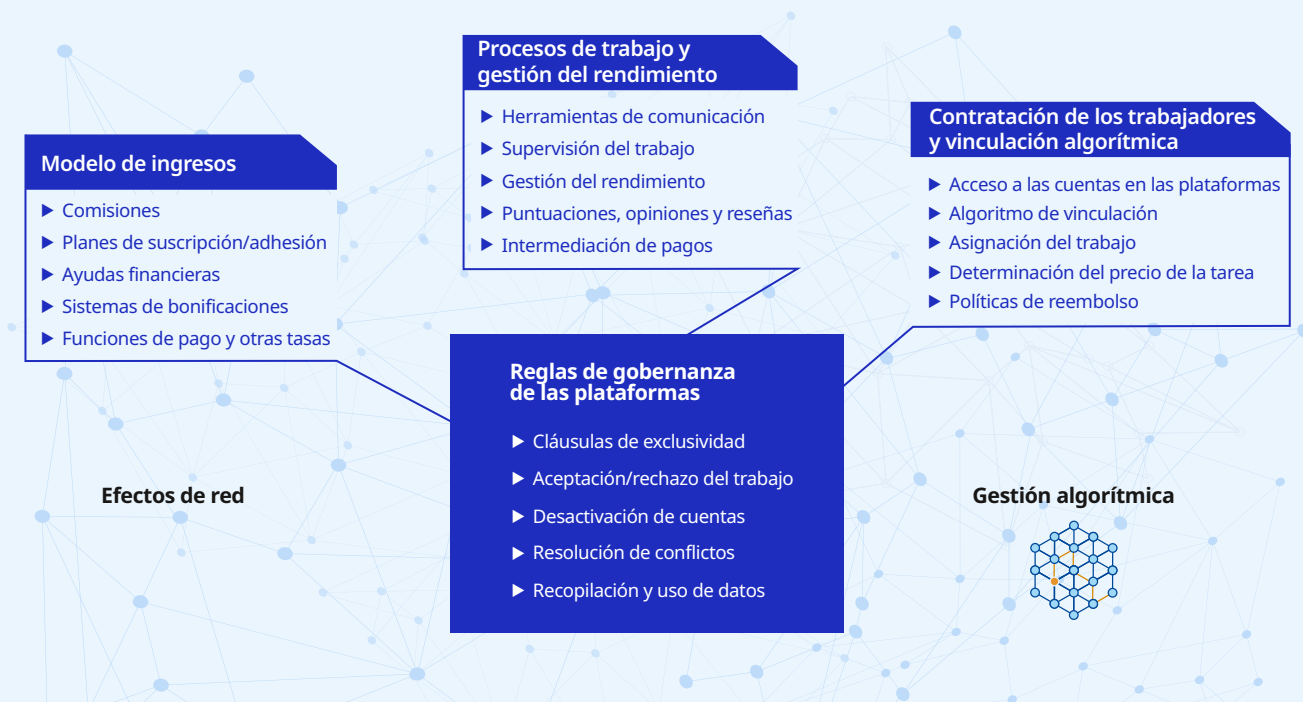 Procesos de trabajo y
gestión del rendimiento
▶ Herramientas de comunicación
▶ Supervisión del trabajo
▶ Gestión del rendimiento
▶ Puntuaciones, opiniones y reseñas
▶ Intermediación de pagos
Modelo de ingresos
▶ Comisiones
▶ Planes de suscripción/adhesión
▶ Ayudas financieras
▶ Sistemas de bonificaciones
▶ Funciones de pago y otras tasas
Contratación de los trabajadores
y vinculación algorítmica
▶ Acceso a las cuentas en las plataformas
▶ Algoritmo de vinculación
▶ Asignación del trabajo
▶ Determinación del precio de la tarea
▶ Políticas de reembolso
Reglas de gobernanza
de las plataformas
▶ Cláusulas de exclusividad
▶ Aceptación/rechazo del trabajo
▶ Desactivación de cuentas
▶ Resolución de conflictos
▶ Recopilación y uso de datos
Efectos de red
Gestión algorítmica